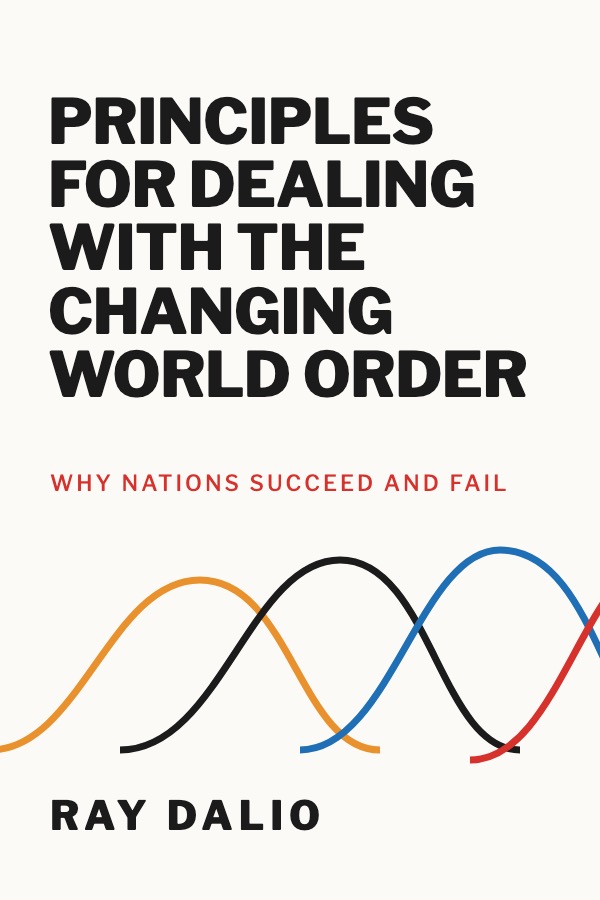 PRINCIPLES
FOR DEALING
WITH THE
CHANGING
WORLD ORDER
WHY NATIONS SUCCEED AND FAIL
RAY DALIO